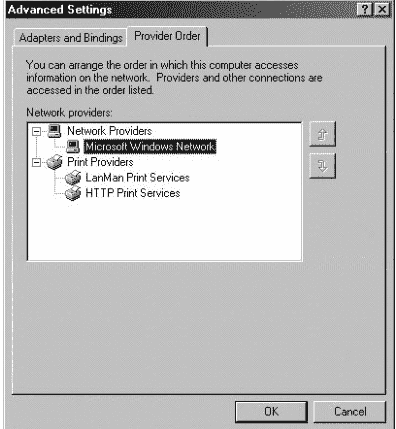 Advanced Settings
Adapters and Bindings
Provider Order
You can arrange the order in which this computer accesses
information on the network. Providers and other connections are
accessed in the order listed.
Network providers:
Network Providers
Microsoft Windows Network
Print Providers
LanMan Print Services
HTTP Print Services
OK
Cancel